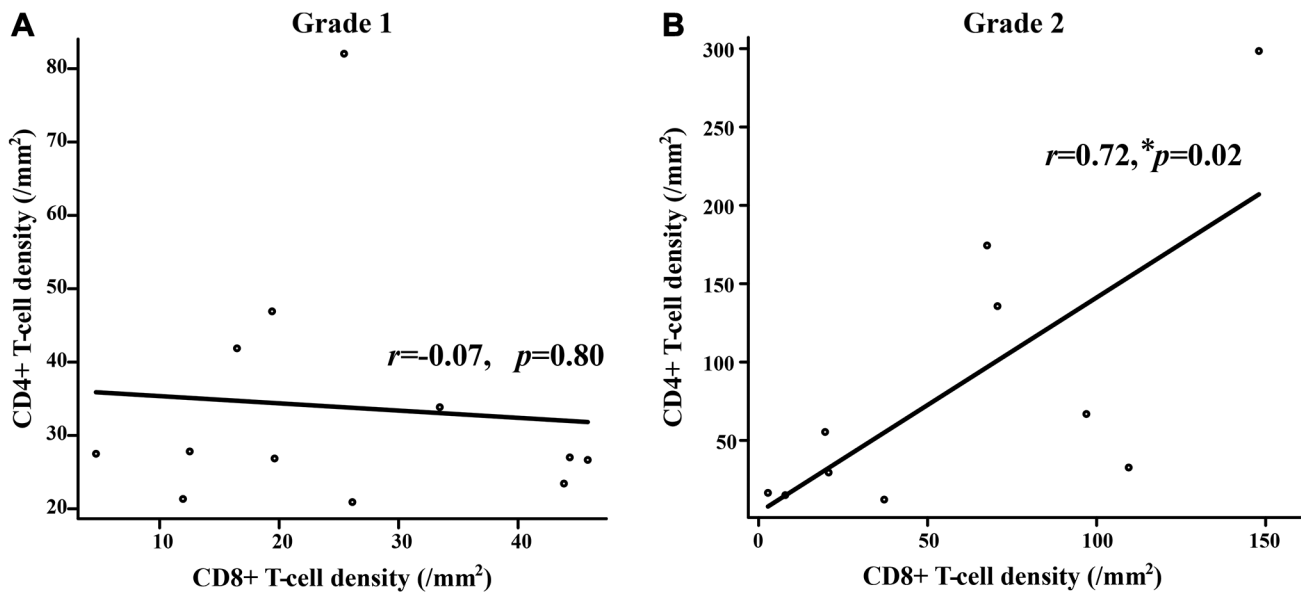 A
Grade 1
80
70
60
50
40
30
20
CD4+ T-cell density (/mm²)
r=-0.07, p=0.80
10
20
30
40
CD8+ T-cell density (/mm²)
B
Grade 2
300
250
200
150
100
50
CD4+ T-cell density (/mm²)
r=0.72,*p=0.02
0
50
100
150
CD8+ T-cell density (/mm²)